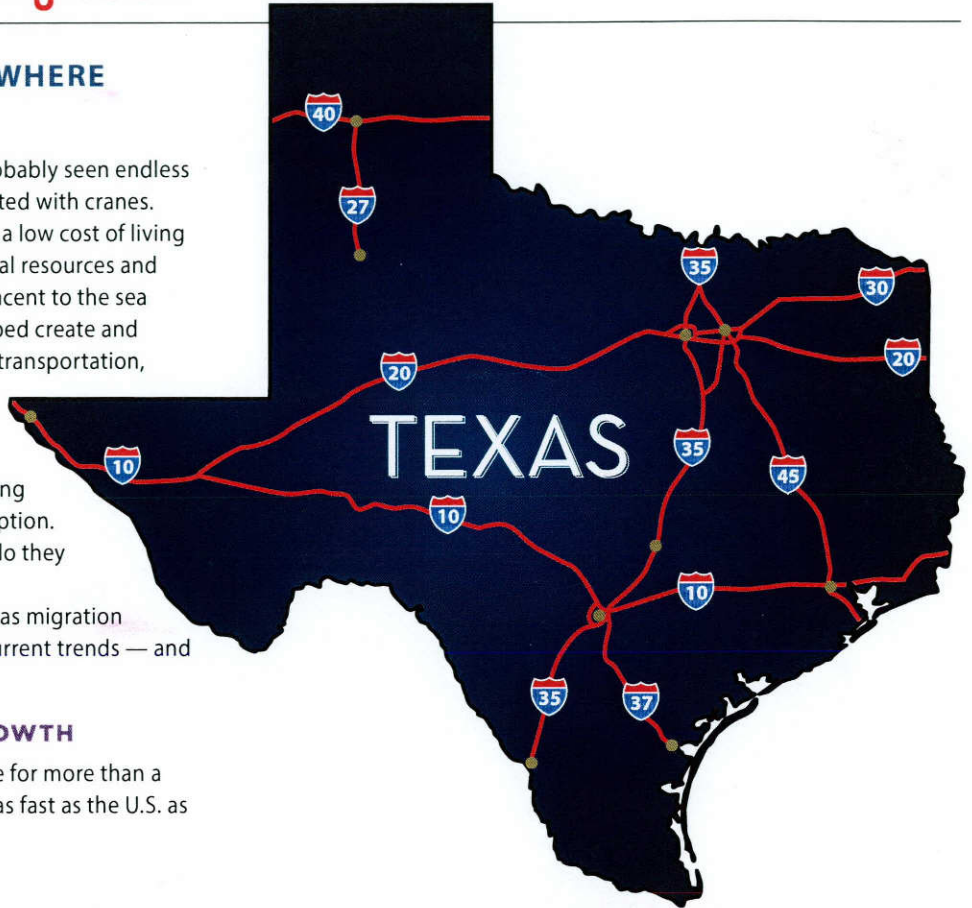 WHERE
obably seen endless
ted with cranes.
a low cost of living
al resources and
acent to the sea
ped create and
transportation,
ng
ption.
do they
as migration
urrent trends — and
OWTH
e for more than a
as fast as the U.S. as
40
27
35
30
20
20
TEXAS
35
45
10
10
10
35
37